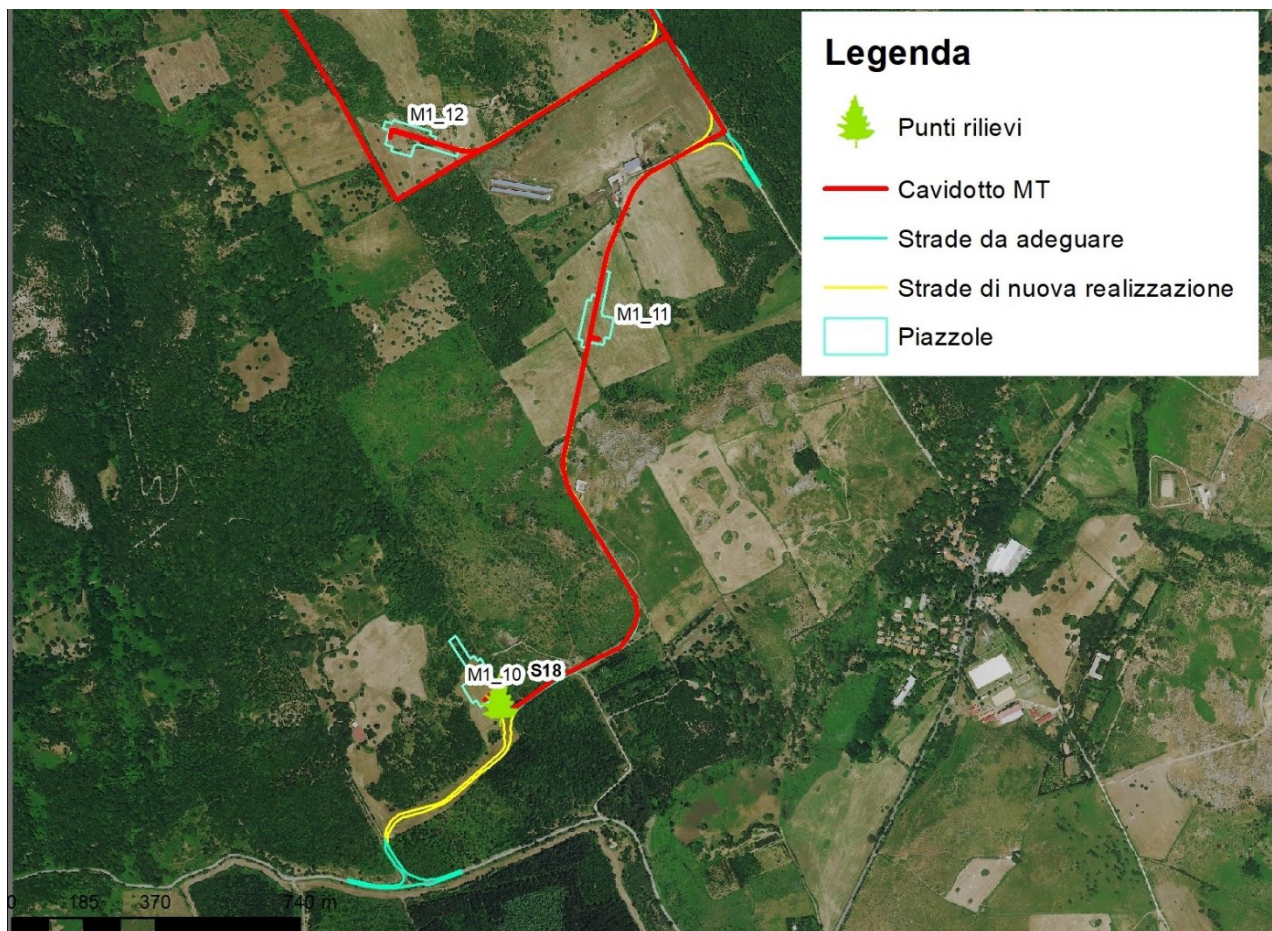 Legenda
Punti rilievi
Cavidotto MT
Strade da adeguare
Strade di nuova realizzazione
Piazzole
M1_12
M1_11
M1_10 S18
0 185 370 740 m